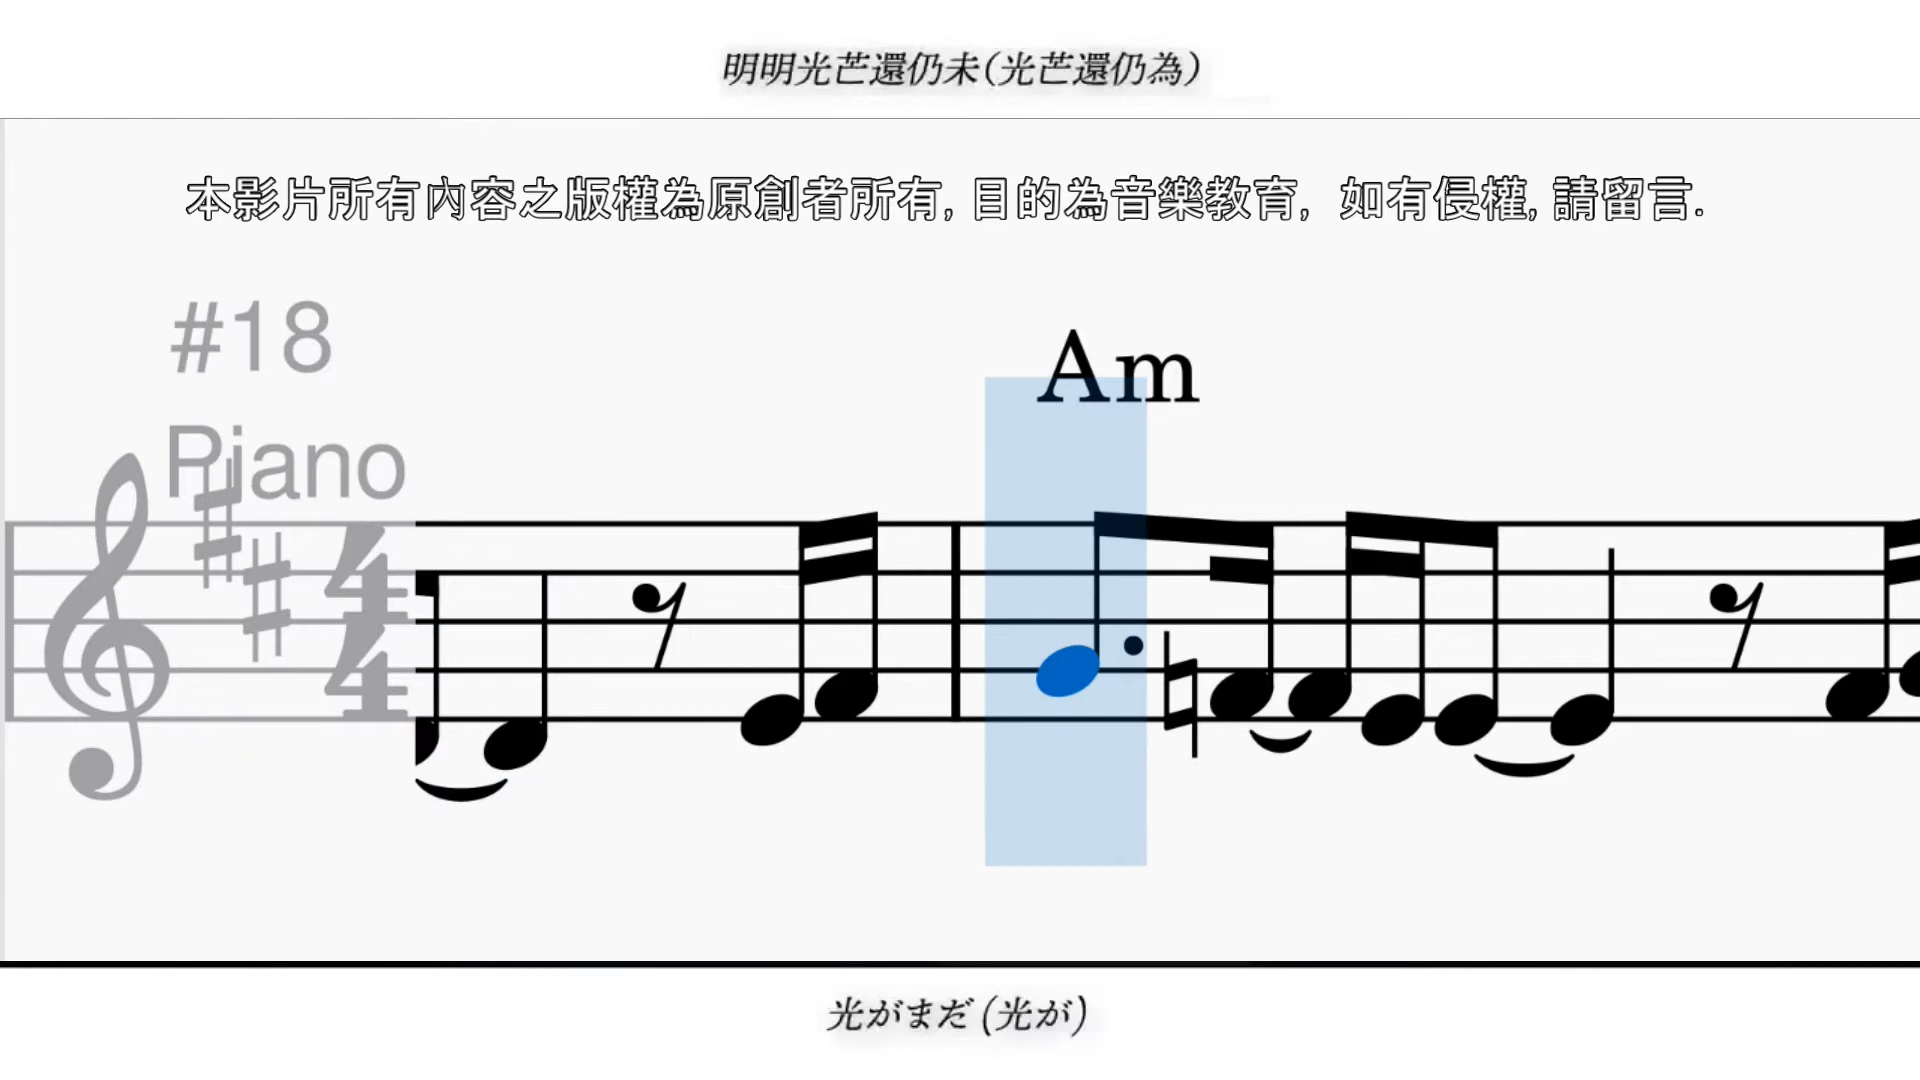 明明光芒還仍未(光芒還仍為)
本影片所有內容之版權為原創者所有, 目的為音樂教育, 如有侵權, 請留言.
#18
Am
Piano
4
4
光がまだ (光が)